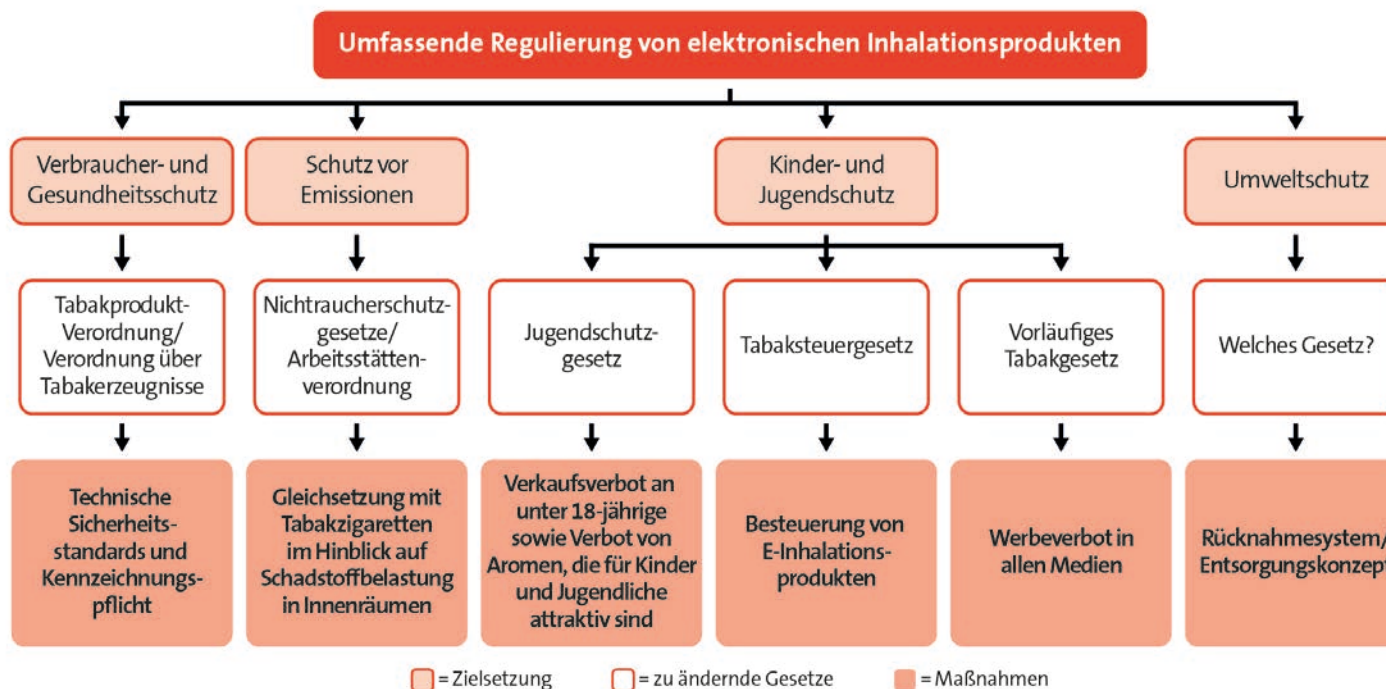 Umfassende Regulierung von elektronischen Inhalationsprodukten
Verbraucher- und
Gesundheitsschutz
Schutz vor
Emissionen
Kinder- und
Jugendschutz
Umweltschutz
Tabakprodukt-
Verordnung/
Verordnung über
Tabakerzeugnisse
Nichtraucherschutz-
gesetze/
Arbeitsstätten-
verordnung
Jugendschutz-
gesetz
Tabaksteuergesetz
Vorläufiges
Tabakgesetz
Welches Gesetz?
Technische
Sicherheits-
standards und
Kennzeichnungs-
pflicht
Gleichsetzung mit
Tabakzigaretten
im Hinblick auf
Schadstoffbelastung
in Innenräumen
Verkaufsverbot an
unter 18-jährige
sowie Verbot von
Aromen, die für Kinder
und Jugendliche
attraktiv sind
Besteuerung von
E-Inhalations-
produkten
Werbeverbot in
allen Medien
Rücknahmesystem/
Entsorgungskonzept
= Zielsetzung
= zu ändernde Gesetze
= Maßnahmen